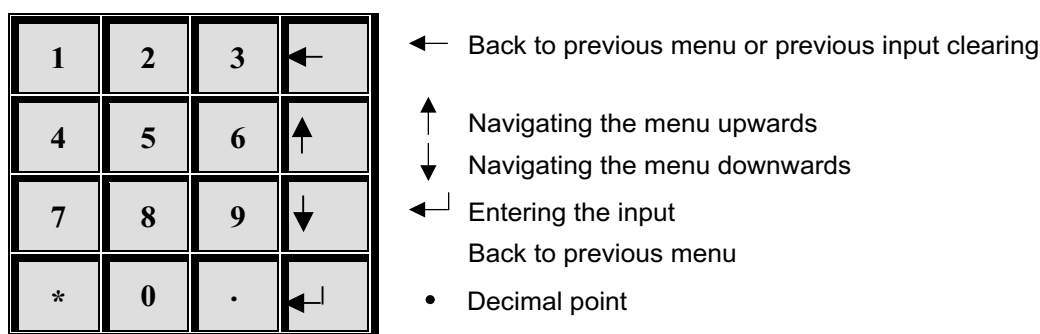 1 2 3 ←
4 5 6 ↑
7 8 9 ↓
* 0 . ↵
← Back to previous menu or previous input clearing
↑ Navigating the menu upwards
↓ Navigating the menu downwards
↵ Entering the input
Back to previous menu
• Decimal point